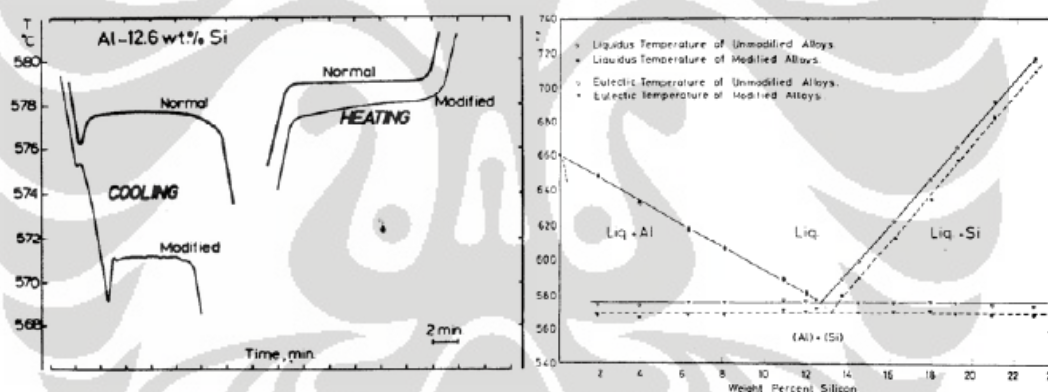 T
°C
Al-12.6 wt.% Si
580
578
576
574
572
570
568
Normal
Normal
Modified
HEATING
COOLING
Modified
2 min
Time, min.
740
720
700
680
660
640
620
600
580
560
540
Liquidus Temperature of Unmodified Alloys.
Liquidus Temperature of Modified Alloys.
Eutectic Temperature of Unmodified Alloys.
Eutectic Temperature of Modified Alloys.
Liq. + Al
Liq.
Liq. + Si
(Al) + (Si)
2 4 6 8 10 12 14 16 18 20 22
Weight Percent Silicon